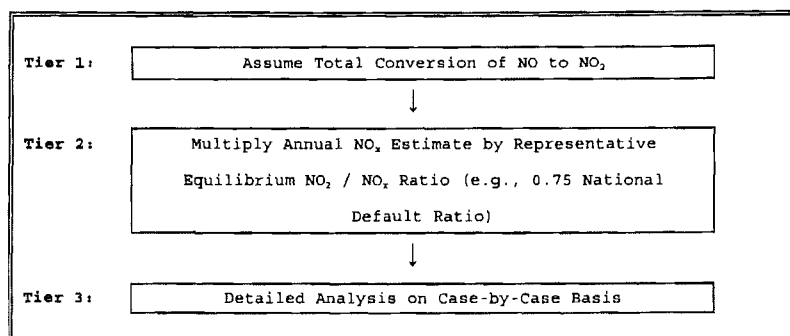 Tier 1: Assume Total Conversion of NO to NO₂
↓
Tier 2: Multiply Annual NOₓ Estimate by Representative
Equilibrium NO₂ / NOₓ Ratio (e.g., 0.75 National
Default Ratio)
↓
Tier 3: Detailed Analysis on Case-by-Case Basis